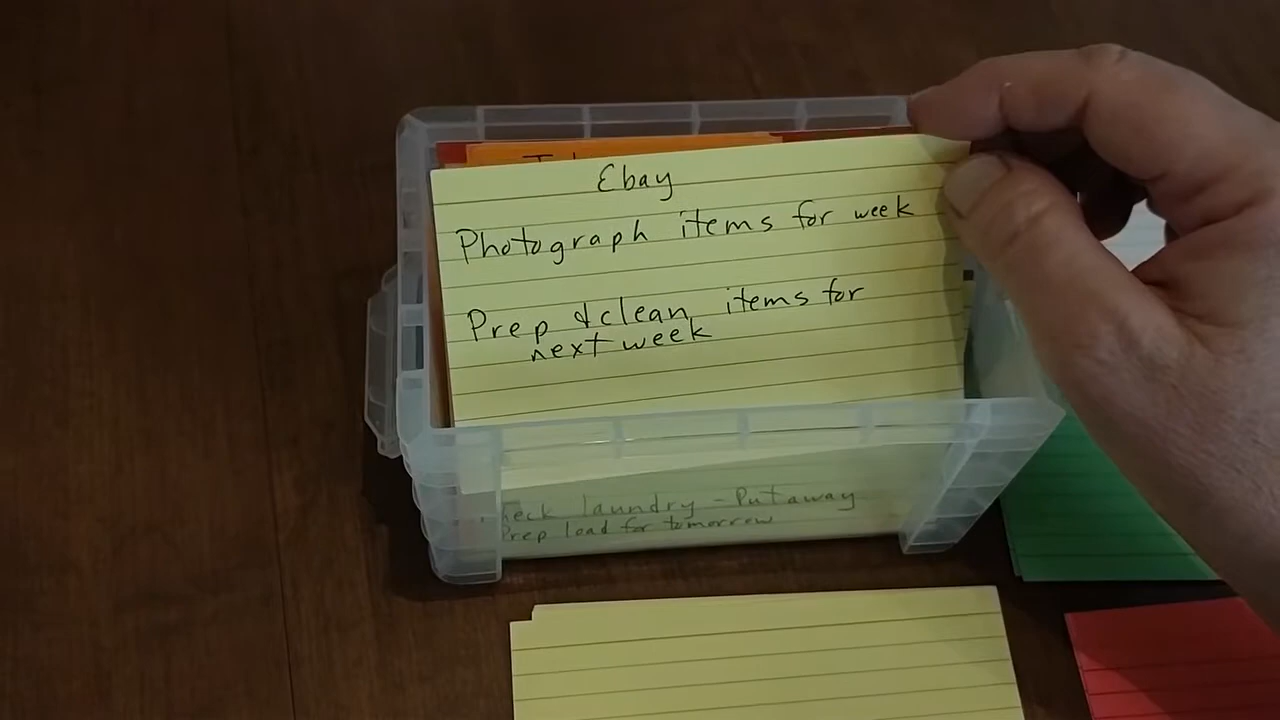 Ebay
Photograph items for week
Prep & clean items for
next week
Check laundry - Put away
Prep load for tomorrow